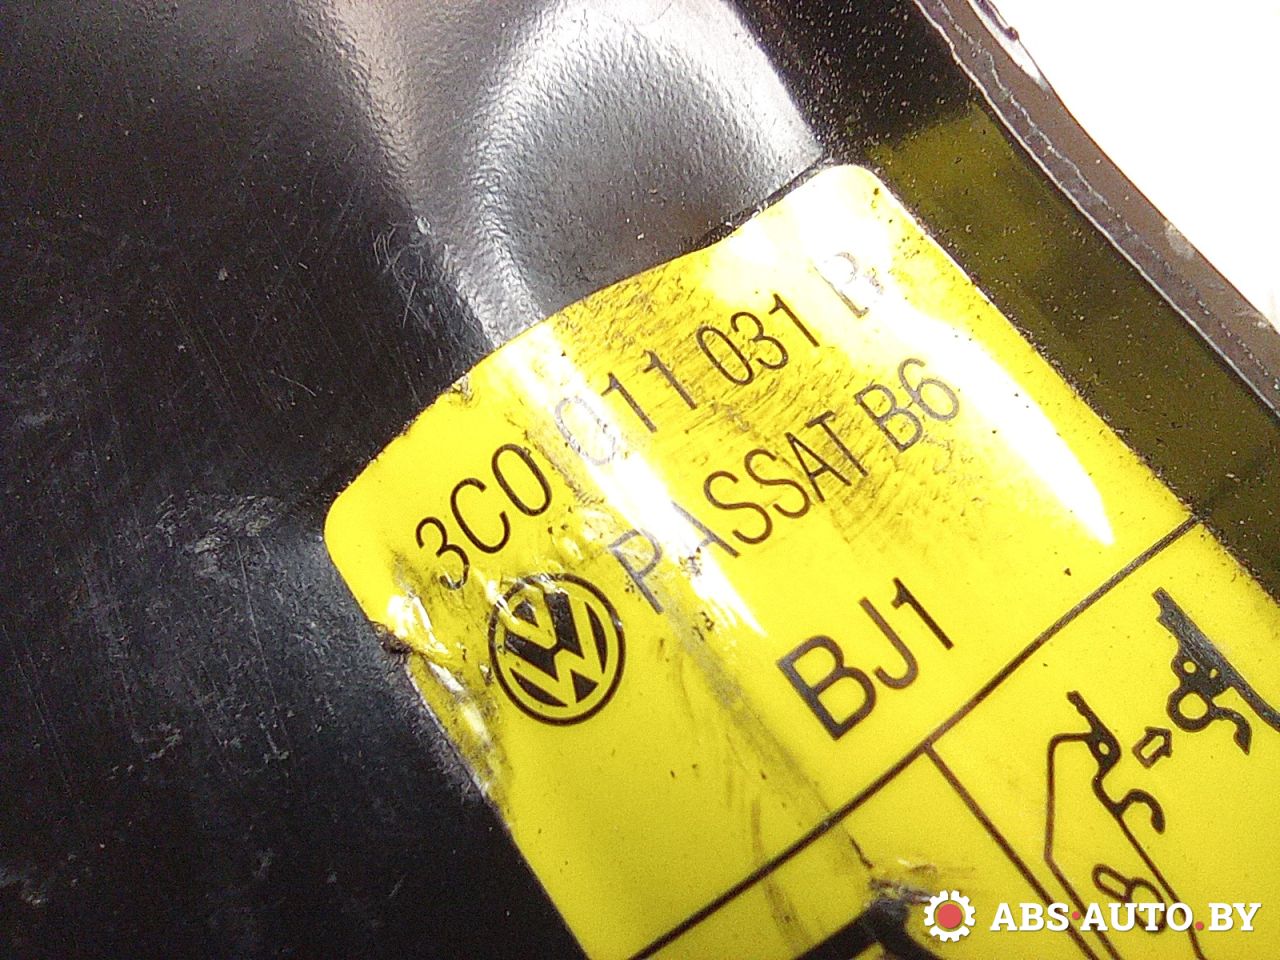 3C0 011 031 B
PASSAT B6
BJ1
ABS-AUTO.BY